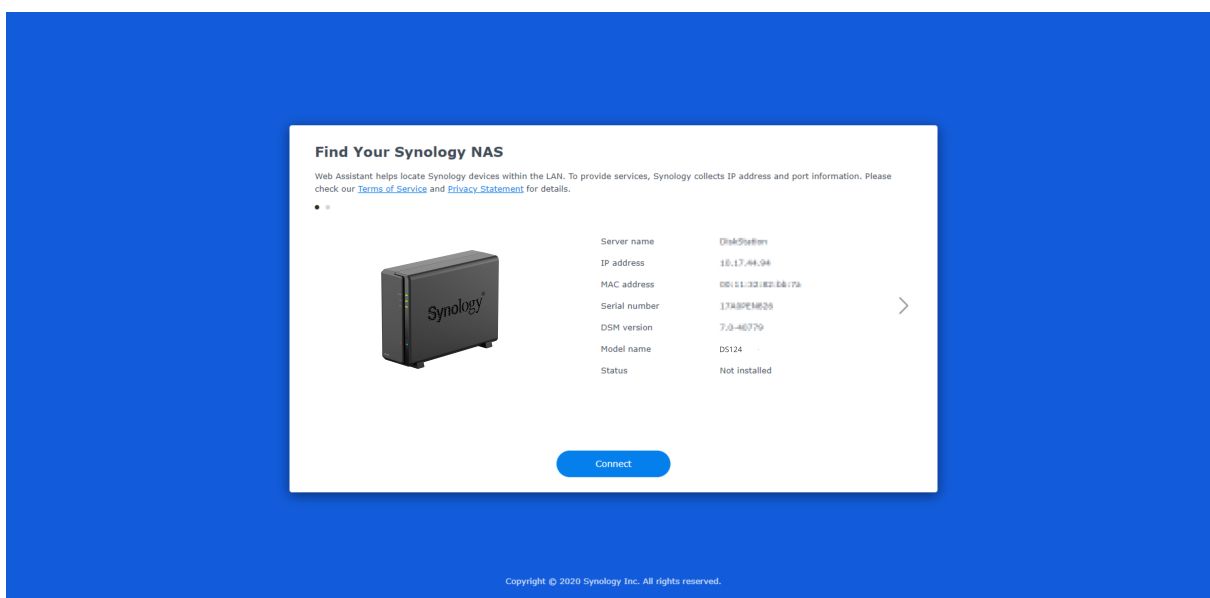 Find Your Synology NAS
Web Assistant helps locate Synology devices within the LAN. To provide services, Synology collects IP address and port information. Please
check our Terms of Service and Privacy Statement for details.
Synology
Server name DiskStation
IP address
MAC address
Serial number
DSM version
Model name DS124
Status Not installed
Connect
Copyright © 2020 Synology Inc. All rights reserved.